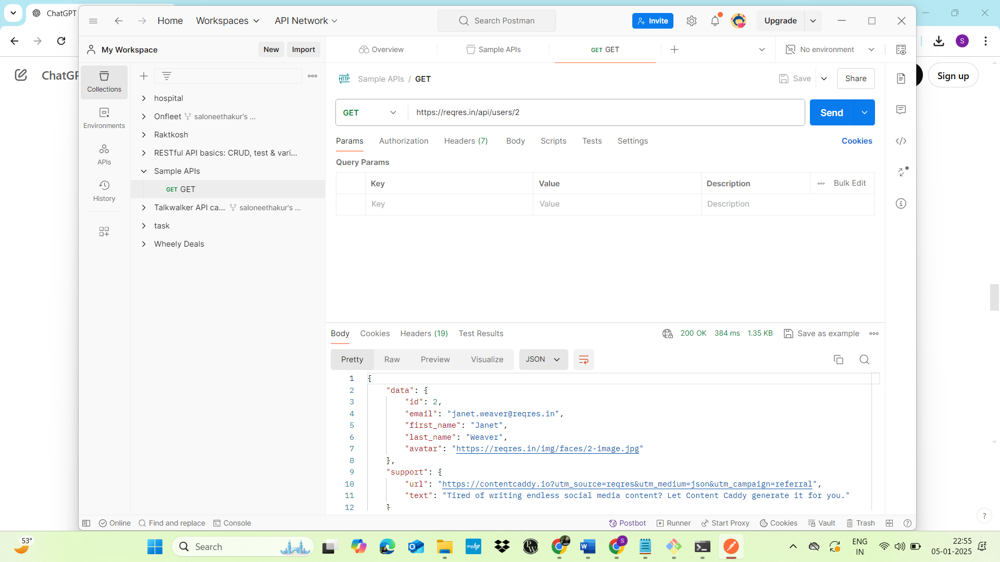 ChatGPT
Home Workspaces API Network Search Postman Invite Upgrade
S
ChatGP
Sign up
My Workspace New Import Overview Sample APIs GET GET No environment
Collections
Environments
APIs
History
hospital
Onfleet saloneethakur's ...
Raktkosh
RESTful API basics: CRUD, test & vari...
Sample APIs
GET GET
Talkwalker API ca... saloneethakur's ...
task
Wheely Deals
HTTP Sample APIs / GET Save Share
GET https://reqres.in/api/users/2 Send
Params Authorization Headers (7) Body Scripts Tests Settings Cookies
Query Params
Key Value Description Bulk Edit
Key Value Description
Body Cookies Headers (19) Test Results 200 OK 384 ms 1.35 KB Save as example
Pretty Raw Preview Visualize JSON
1 {
2 "data": {
3 "id": 2,
4 "email": "janet.weaver@reqres.in",
5 "first_name": "Janet",
6 "last_name": "Weaver",
7 "avatar": "https://reqres.in/img/faces/2-image.jpg"
8 },
9 "support": {
10 "url": "https://contentcaddy.io?utm_source=reqres&utm_medium=json&utm_campaign=referral",
11 "text": "Tired of writing endless social media content? Let Content Caddy generate it for you."
12 }
Online Find and replace Console Postbot Runner Start Proxy Cookies Vault Trash
?
53° Search myhp PW S ENG IN 22:55
05-01-2025